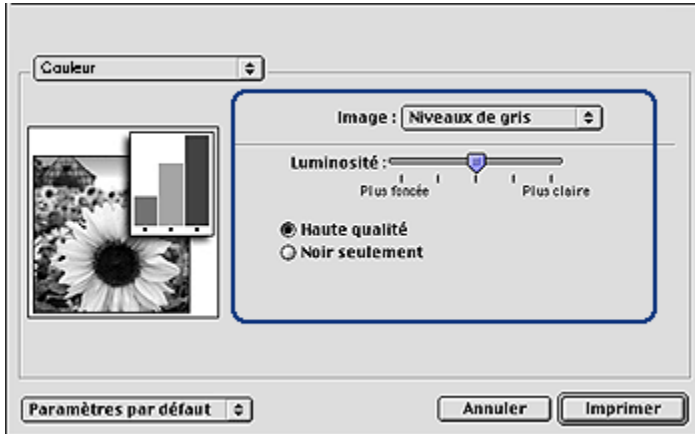 Couleur
Image : Niveaux de gris
Luminosité :
Plus foncée Plus claire
Haute qualité
Noir seulement
Paramètres par défaut Annuler Imprimer